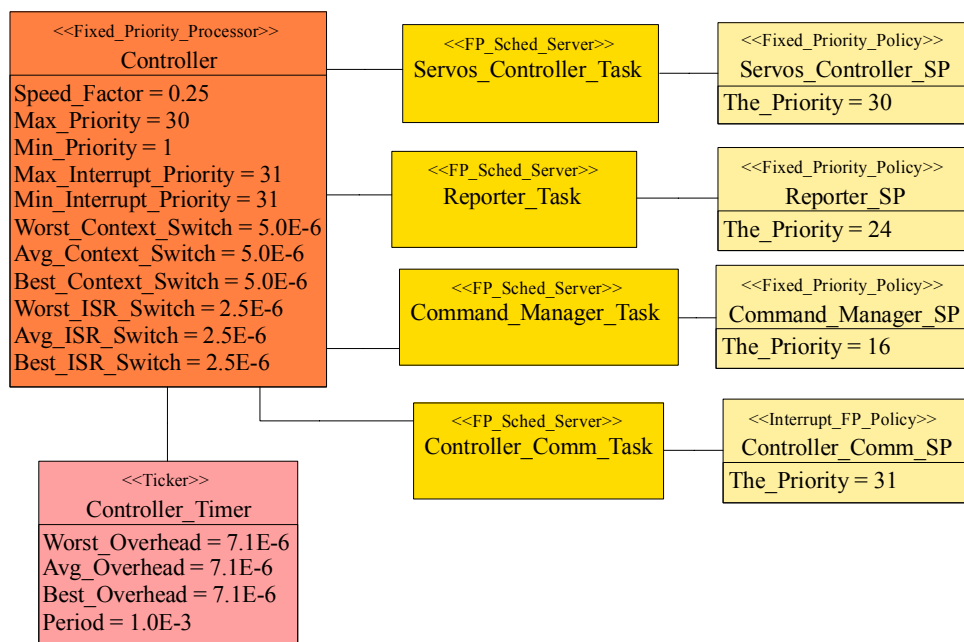 <<Fixed_Priority_Processor>>
Controller
Speed_Factor = 0.25
Max_Priority = 30
Min_Priority = 1
Max_Interrupt_Priority = 31
Min_Interrupt_Priority = 31
Worst_Context_Switch = 5.0E-6
Avg_Context_Switch = 5.0E-6
Best_Context_Switch = 5.0E-6
Worst_ISR_Switch = 2.5E-6
Avg_ISR_Switch = 2.5E-6
Best_ISR_Switch = 2.5E-6
<<FP_Sched_Server>>
Servos_Controller_Task
<<Fixed_Priority_Policy>>
Servos_Controller_SP
The_Priority = 30
<<FP_Sched_Server>>
Reporter_Task
<<Fixed_Priority_Policy>>
Reporter_SP
The_Priority = 24
<<FP_Sched_Server>>
Command_Manager_Task
<<Fixed_Priority_Policy>>
Command_Manager_SP
The_Priority = 16
<<FP_Sched_Server>>
Controller_Comm_Task
<<Interrupt_FP_Policy>>
Controller_Comm_SP
The_Priority = 31
<<Ticker>>
Controller_Timer
Worst_Overhead = 7.1E-6
Avg_Overhead = 7.1E-6
Best_Overhead = 7.1E-6
Period = 1.0E-3